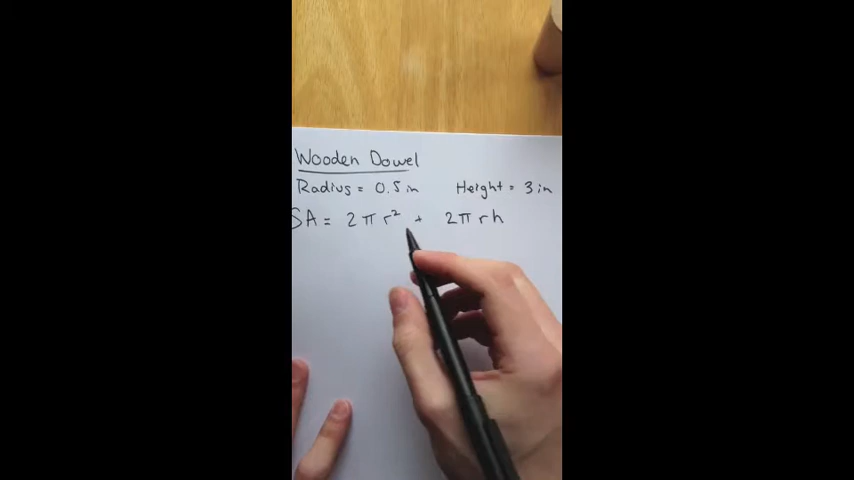 Wooden Dowel
Radius = 0.5 in Height = 3 in
SA = 2πr² + 2πrh